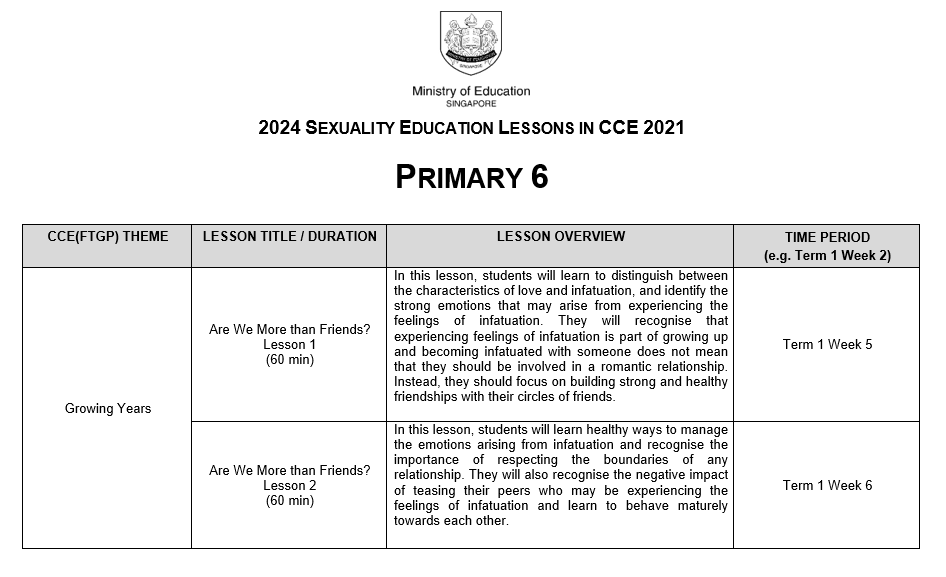 Ministry of Education
SINGAPORE
2024 SEXUALITY EDUCATION LESSONS IN CCE 2021
PRIMARY 6
CCE(FTGP) THEME
LESSON TITLE / DURATION
LESSON OVERVIEW
TIME PERIOD
(e.g. Term 1 Week 2)
Growing Years
Are We More than Friends?
Lesson 1
(60 min)
In this lesson, students will learn to distinguish between
the characteristics of love and infatuation, and identify the
strong emotions that may arise from experiencing the
feelings of infatuation. They will recognise that
experiencing feelings of infatuation is part of growing up
and becoming infatuated with someone does not mean
that they should be involved in a romantic relationship.
Instead, they should focus on building strong and healthy
friendships with their circles of friends.
Term 1 Week 5
Are We More than Friends?
Lesson 2
(60 min)
In this lesson, students will learn healthy ways to manage
the emotions arising from infatuation and recognise the
importance of respecting the boundaries of any
relationship. They will also recognise the negative impact
of teasing their peers who may be experiencing the
feelings of infatuation and learn to behave maturely
towards each other.
Term 1 Week 6